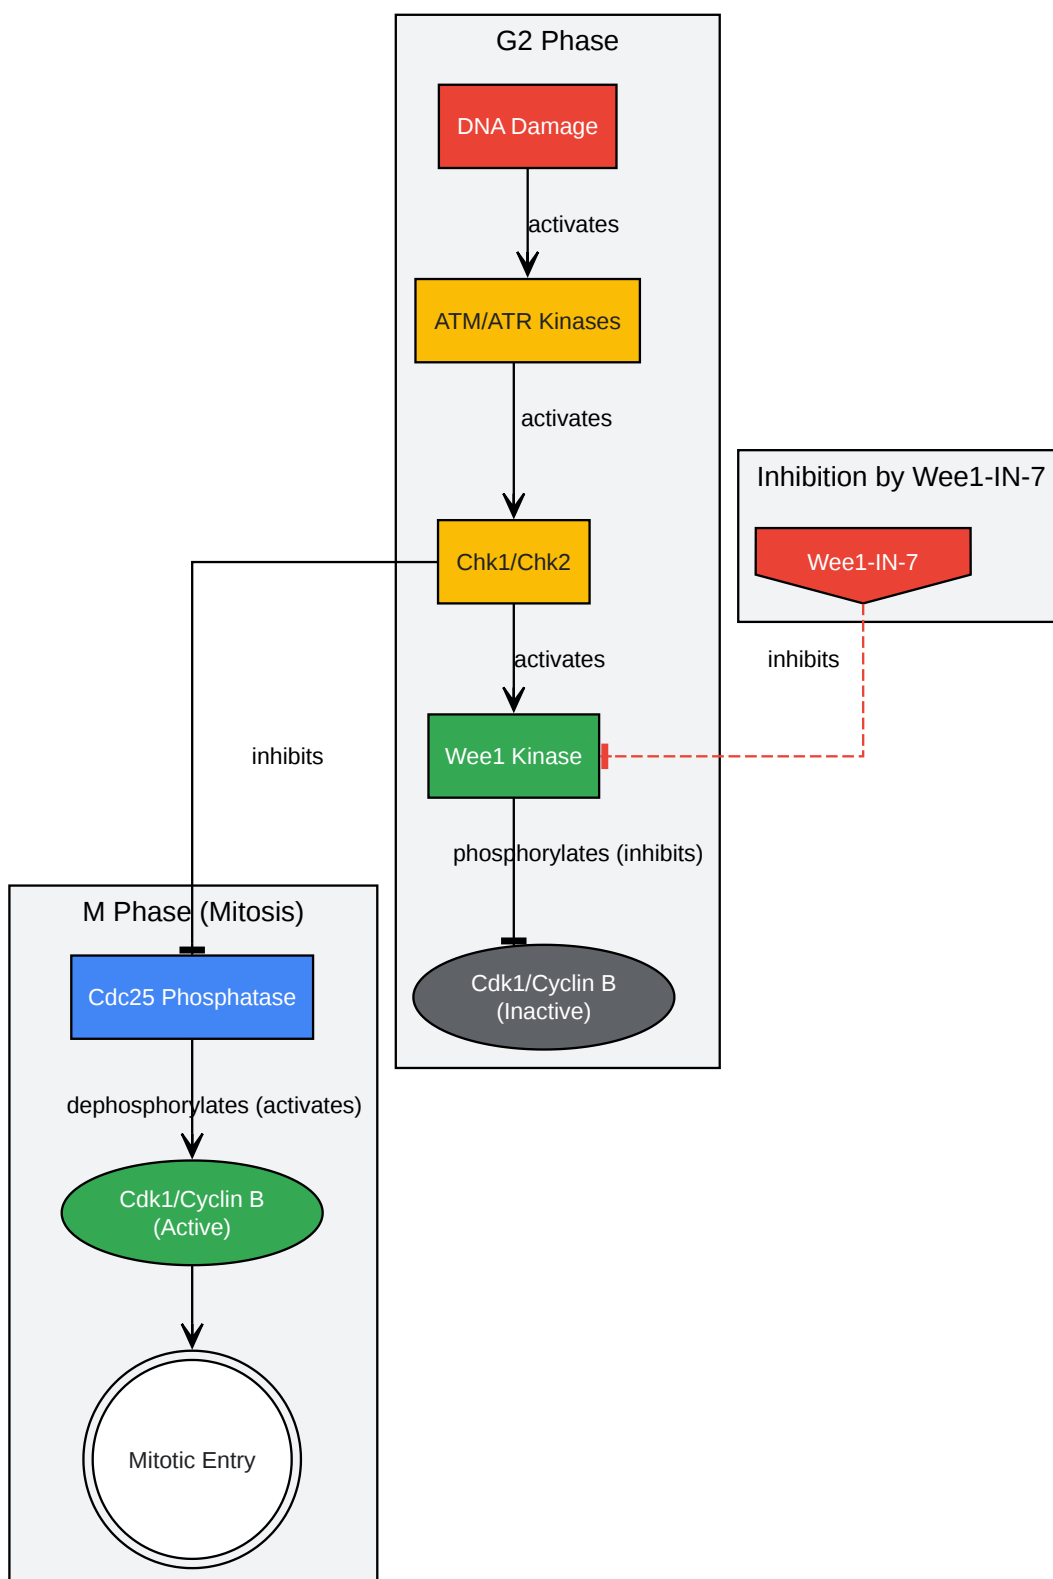 G2 Phase
DNA Damage
activates
ATM/ATR Kinases
activates
Inhibition by Wee1-IN-7
Chk1/Chk2
Wee1-IN-7
activates
inhibits
inhibits
Wee1 Kinase
phosphorylates (inhibits)
M Phase (Mitosis)
Cdc25 Phosphatase
Cdk1/Cyclin B
(Inactive)
dephosphorylates (activates)
Cdk1/Cyclin B
(Active)
Mitotic Entry